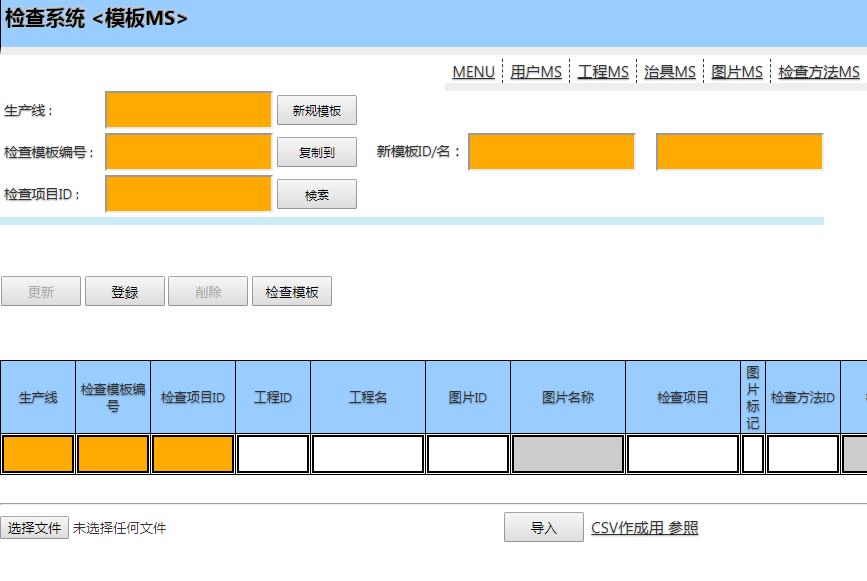 检查系统 <模板MS>
MENU 用户MS 工程MS 治具MS 图片MS 检查方法MS
生产线： 新规模板
检查模板编号： 复制到 新模板ID/名：
检查项目ID： 検索
更新 登録 削除 检查模板
生产线 检查模板编号 检查项目ID 工程ID 工程名 图片ID 图片名称 检查项目 图片标记 检查方法ID
选择文件 未选择任何文件 导入 CSV作成用 参照